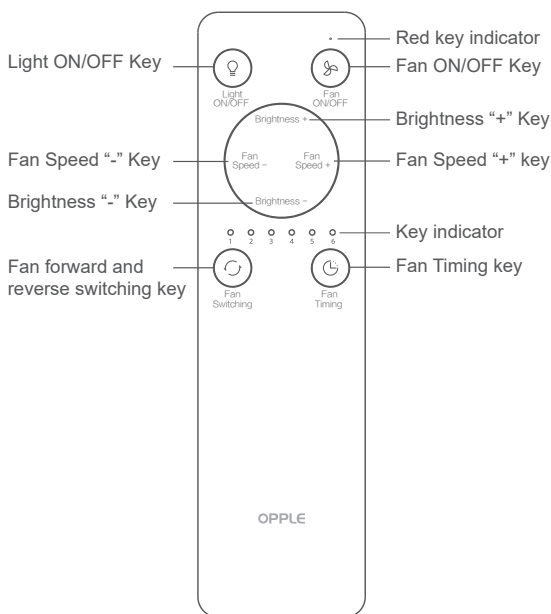 Red key indicator
Light ON/OFF Key
Fan ON/OFF Key
Light
ON/OFF
Fan
ON/OFF
Brightness +
Brightness “+” Key
Fan Speed “-” Key
Fan
Speed −
Fan
Speed +
Fan Speed “+” key
Brightness “-” Key
Brightness −
Key indicator
1 2 3 4 5 6
Fan forward and
reverse switching key
Fan Timing key
Fan
Switching
Fan
Timing
OPPLE